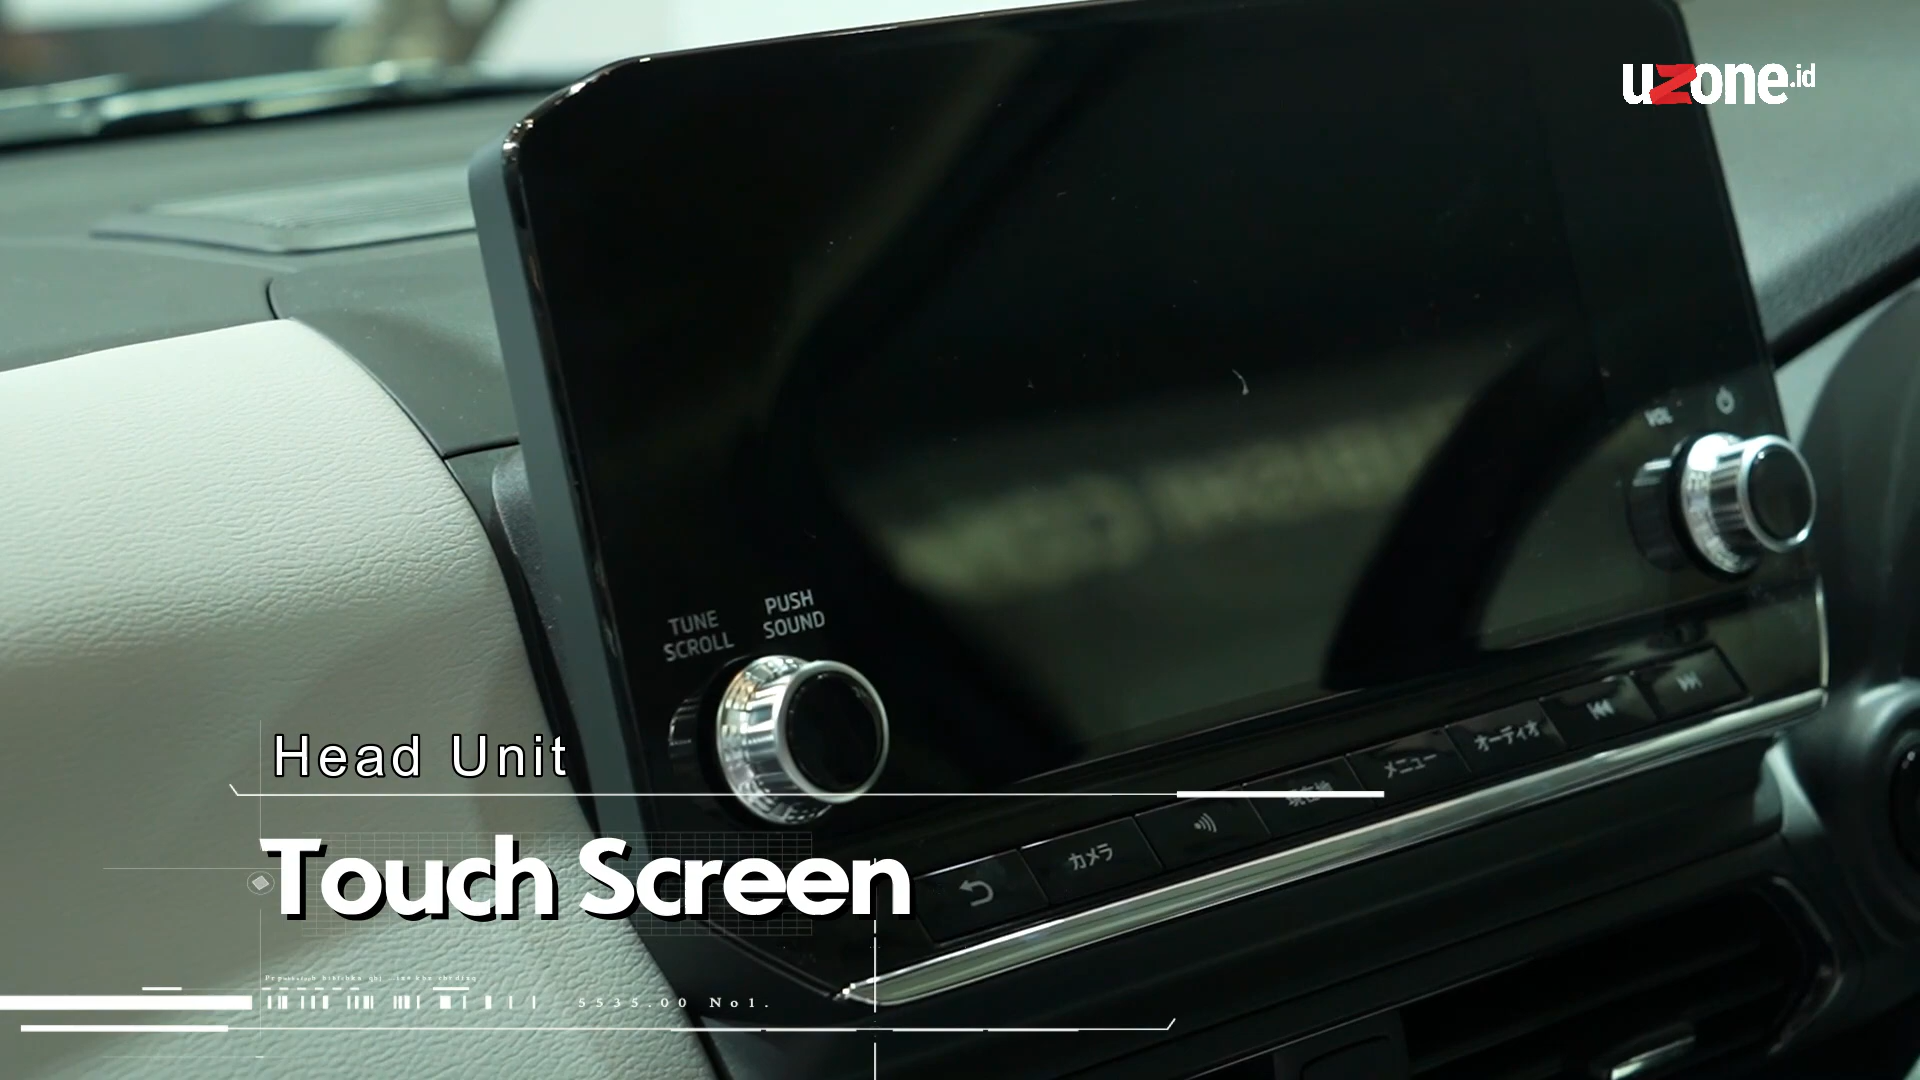 uzone.id
VOL
TUNE
SCROLL
PUSH
SOUND
Head Unit
オーディオ
メニュー
カメラ
Touch Screen
5535.00 No1.